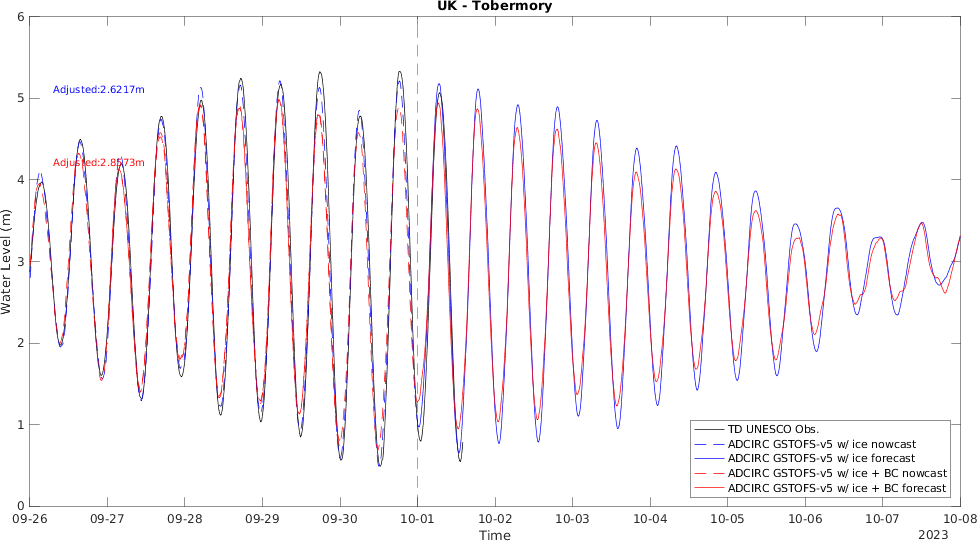 UK - Tobermory
6
5
4
3
2
1
0
Water Level (m)
Adjusted:2.6217m
Adjusted:2.8573m
TD UNESCO Obs.
ADCIRC GSTOFS-v5 w/ ice nowcast
ADCIRC GSTOFS-v5 w/ ice forecast
ADCIRC GSTOFS-v5 w/ ice + BC nowcast
ADCIRC GSTOFS-v5 w/ ice + BC forecast
09-26 09-27 09-28 09-29 09-30 10-01 10-02 10-03 10-04 10-05 10-06 10-07 10-08
Time
2023